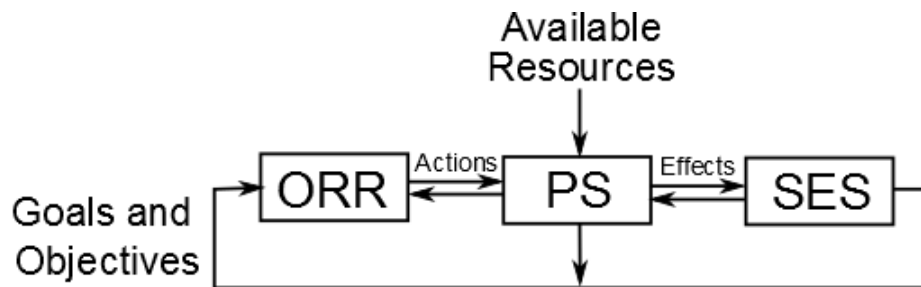 Available
Resources
ORR
Actions
PS
Effects
SES
Goals and
Objectives